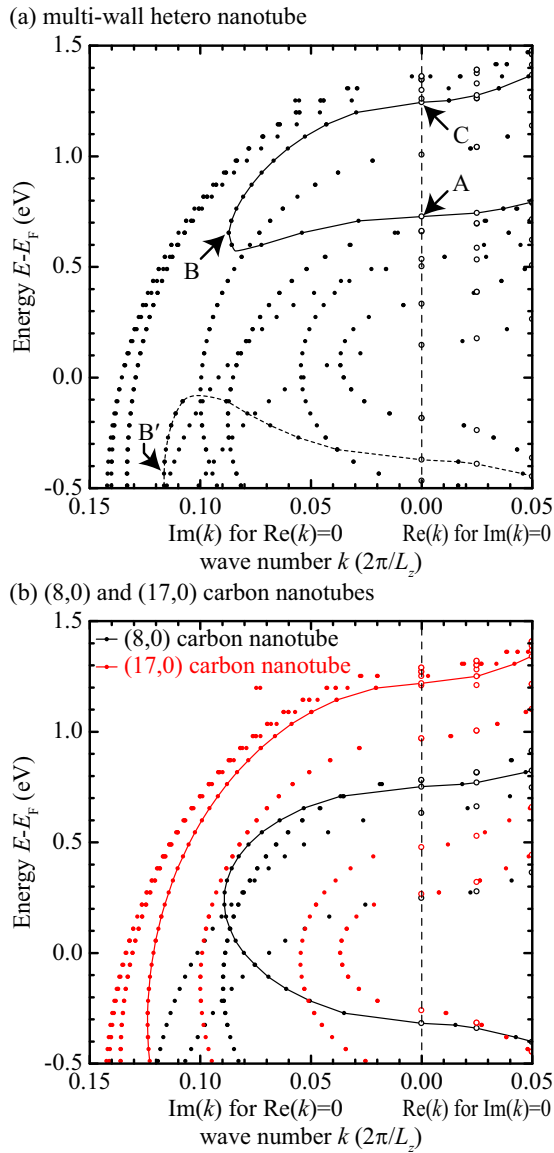 (a) multi-wall hetero nanotube
1.5
1.0
0.5
0.0
-0.5
Energy E-E_F (eV)
C
A
B
B′
0.15 0.10 0.05 0.00 0.05
Im(k) for Re(k)=0 Re(k) for Im(k)=0
wave number k (2π/L_z)
(b) (8,0) and (17,0) carbon nanotubes
1.5
1.0
0.5
0.0
-0.5
Energy E-E_F (eV)
(8,0) carbon nanotube
(17,0) carbon nanotube
0.15 0.10 0.05 0.00 0.05
Im(k) for Re(k)=0 Re(k) for Im(k)=0
wave number k (2π/L_z)